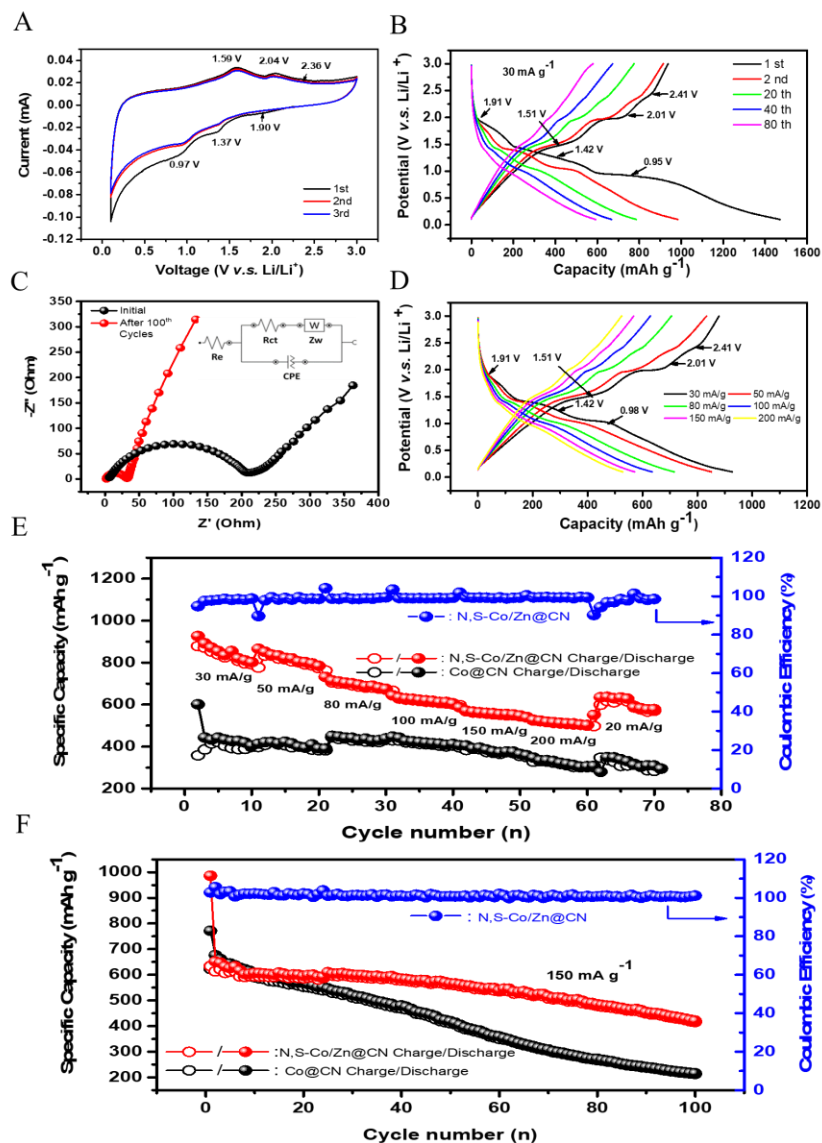 A
0.04
0.02
0.00
-0.02
-0.04
-0.06
-0.08
-0.10
-0.12
Current (mA)
1.59 V
2.04 V
2.36 V
1.90 V
1.37 V
0.97 V
1st
2nd
3rd
0.0 0.5 1.0 1.5 2.0 2.5 3.0
Voltage (V v.s. Li/Li+)
B
3.0
2.5
2.0
1.5
1.0
0.5
0.0
Potential (V v.s. Li/Li +)
30 mA g-1
1 st
2 nd
20 th
40 th
80 th
1.91 V
1.51 V
2.41 V
2.01 V
1.42 V
0.95 V
0 200 400 600 800 1000 1200 1400 1600
Capacity (mAh g-1)
C
350
300
250
200
150
100
50
0
-Z" (Ohm)
Initial
After 100th
Cycles
Re
Rct
W
Zw
CPE
0 50 100 150 200 250 300 350 400
Z' (Ohm)
D
3.0
2.5
2.0
1.5
1.0
0.5
0.0
Potential (V v.s. Li/Li+)
1.91 V
1.51 V
2.41 V
2.01 V
1.42 V
0.98 V
30 mA/g 50 mA/g
80 mA/g 100 mA/g
150 mA/g 200 mA/g
0 200 400 600 800 1000 1200
Capacity (mAh g-1)
E
1200
1000
800
600
400
200
Specific Capacity (mAh g-1)
: N,S-Co/Zn@CN
: N,S-Co/Zn@CN Charge/Discharge
: Co@CN Charge/Discharge
30 mA/g
50 mA/g
80 mA/g
100 mA/g
150 mA/g
200 mA/g
20 mA/g
120
100
80
60
40
20
0
Coulombic Efficiency (%)
0 10 20 30 40 50 60 70 80
Cycle number (n)
F
1000
900
800
700
600
500
400
300
200
Specific Capacity (mAh g-1)
: N,S-Co/Zn@CN
150 mA g-1
/ :N,S-Co/Zn@CN Charge/Discharge
/ : Co@CN Charge/Discharge
120
100
80
60
40
20
0
Coulombic Efficiency (%)
0 20 40 60 80 100
Cycle number (n)